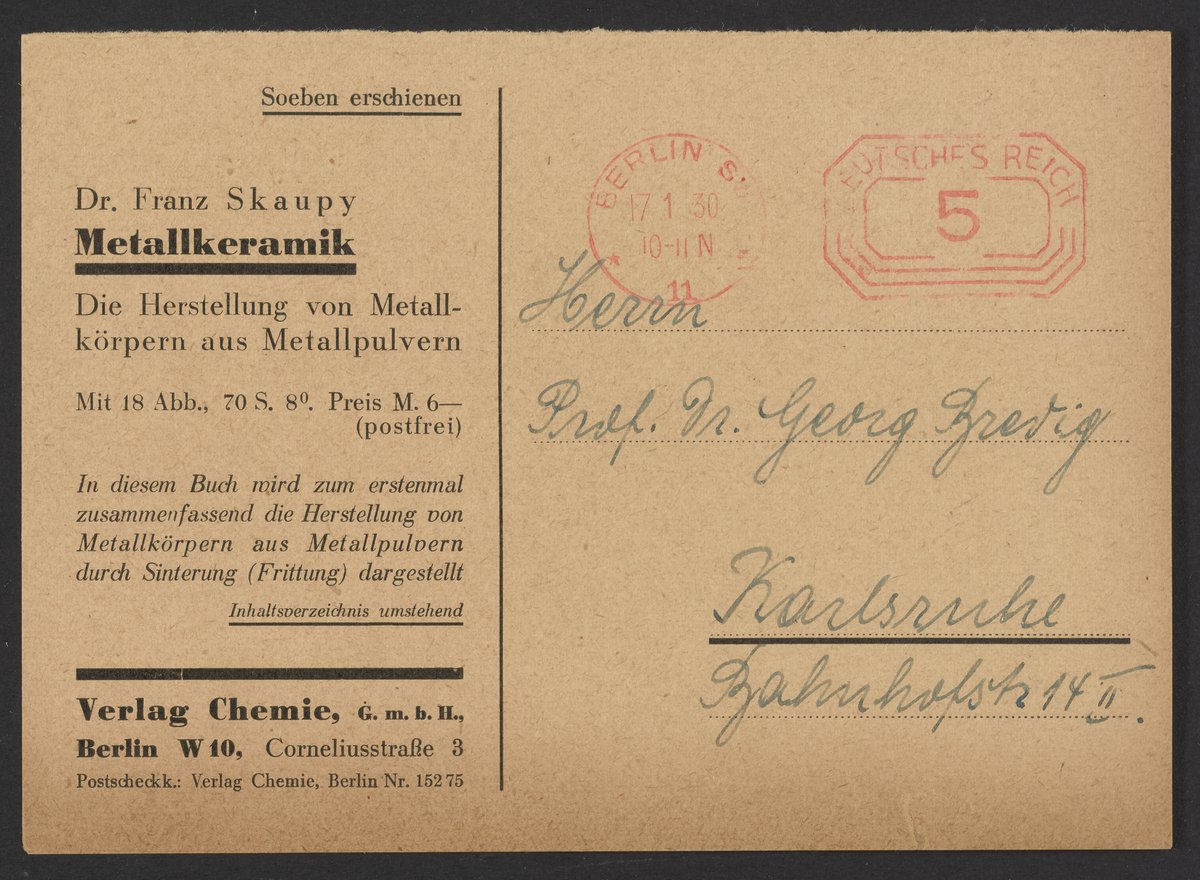 Soeben erschienen
Dr. Franz Skaupy
Metallkeramik
Die Herstellung von Metall-
körpern aus Metallpulvern
Mit 18 Abb., 70 S. 8⁰. Preis M. 6—
(postfrei)
In diesem Buch wird zum erstenmal
zusammenfassend die Herstellung von
Metallkörpern aus Metallpulvern
durch Sinterung (Frittung) dargestellt
Inhaltsverzeichnis umstehend
Verlag Chemie, G. m. b. H.,
Berlin W 10, Corneliusstraße 3
Postscheckk.: Verlag Chemie, Berlin Nr. 152 75
BERLIN
17 1 30
10-11 N
* 11
DEUTSCHES REICH
5
Herrn
Prof. Dr. Georg Bredig
Karlsruhe
Bahnhofstr 14 II.